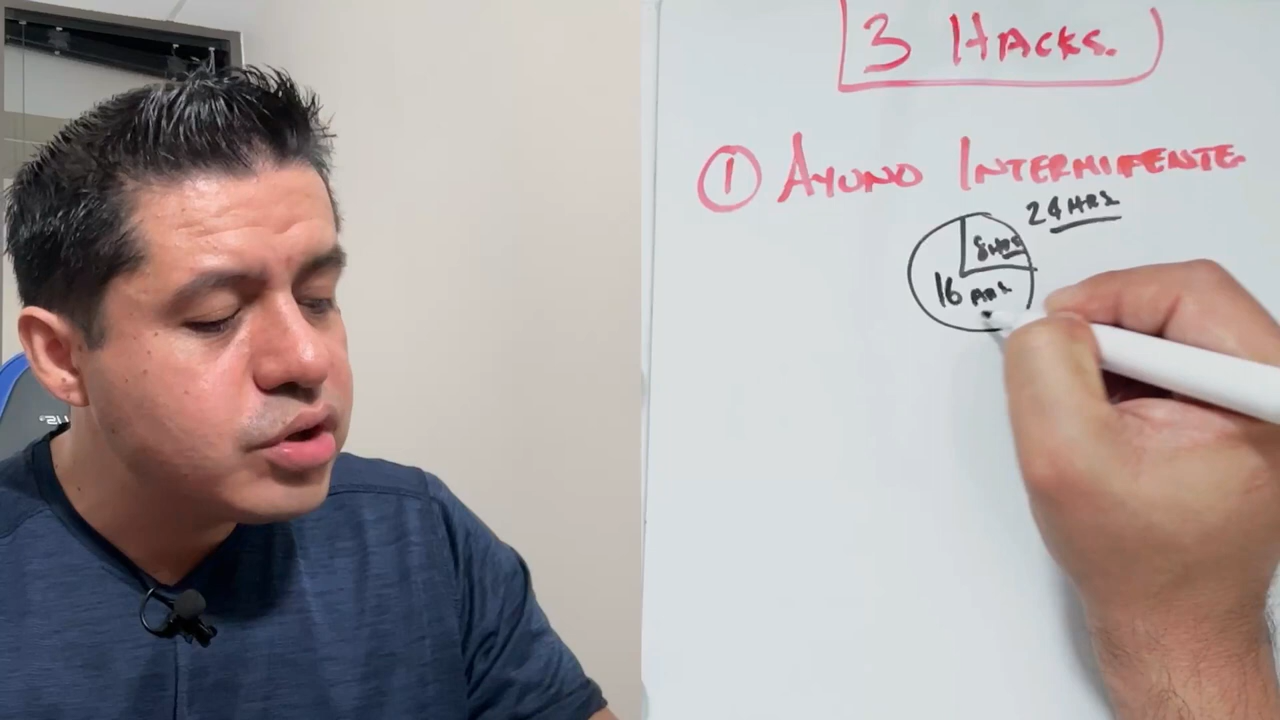 3 HACKS.
① AYUNO INTERMITENTE
24 HRS
8 HRS
16 HRS